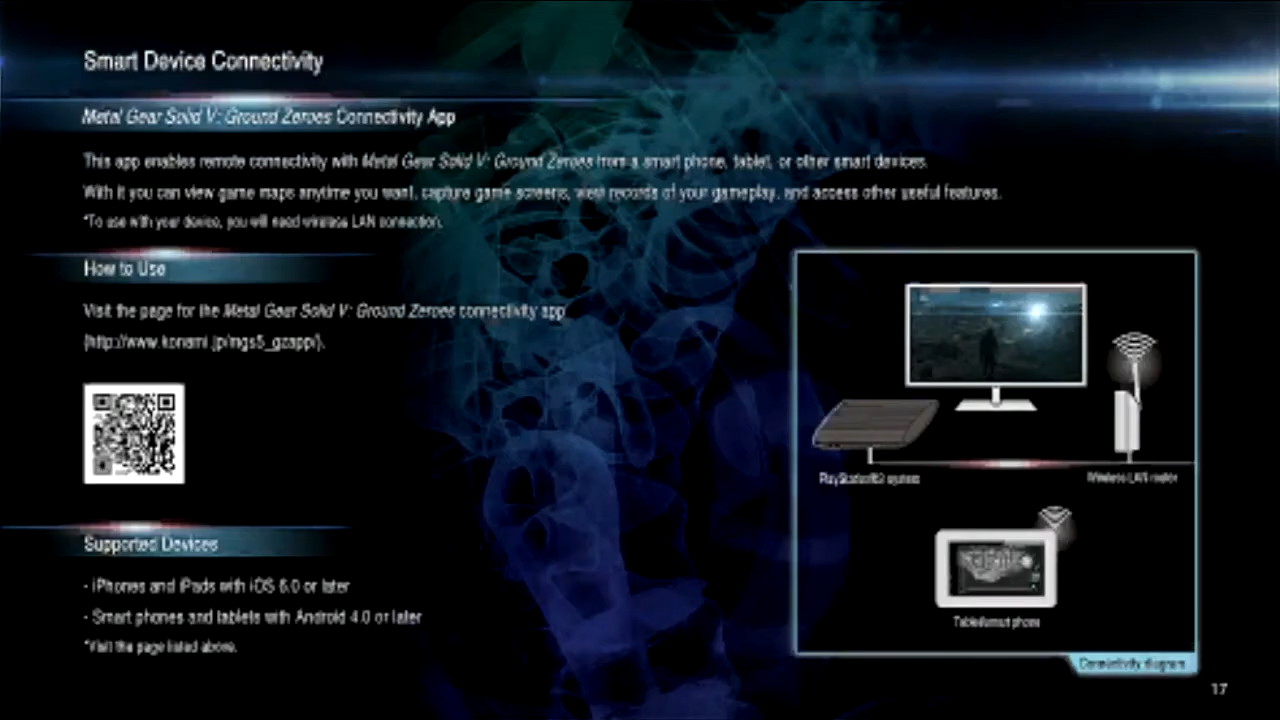 Smart Device Connectivity
Metal Gear Solid V: Ground Zeroes Connectivity App
This app enables remote connectivity with Metal Gear Solid V: Ground Zeroes from a smart phone, tablet, or other smart devices.
With it you can view game maps anytime you want, capture game screens, view records of your gameplay, and access other useful features.
*To use with your device, you will need wireless LAN connection.
How to Use
Visit the page for the Metal Gear Solid V: Ground Zeroes connectivity app
(http://www.konami.jp/mgs5_gzapp/).
Supported Devices
- iPhones and iPads with iOS 6.0 or later
- Smart phones and tablets with Android 4.0 or later
*Visit the page listed above.
PlayStation®3 system
Wireless LAN router
Tablet/smart phone
Connectivity diagram
17